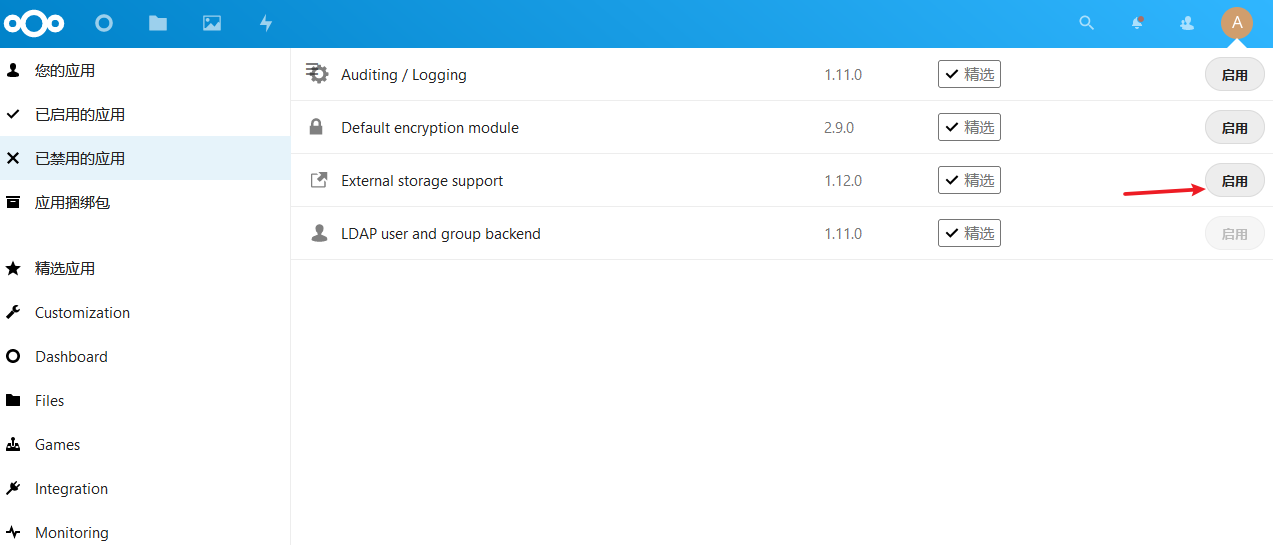 A
您的应用
已启用的应用
已禁用的应用
应用捆绑包
精选应用
Customization
Dashboard
Files
Games
Integration
Monitoring
Auditing / Logging 1.11.0 精选 启用
Default encryption module 2.9.0 精选 启用
External storage support 1.12.0 精选 启用
LDAP user and group backend 1.11.0 精选 启用